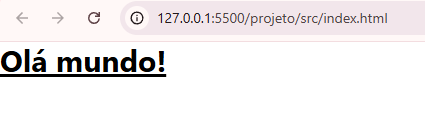 127.0.0.1:5500/projeto/src/index.html
Olá mundo!